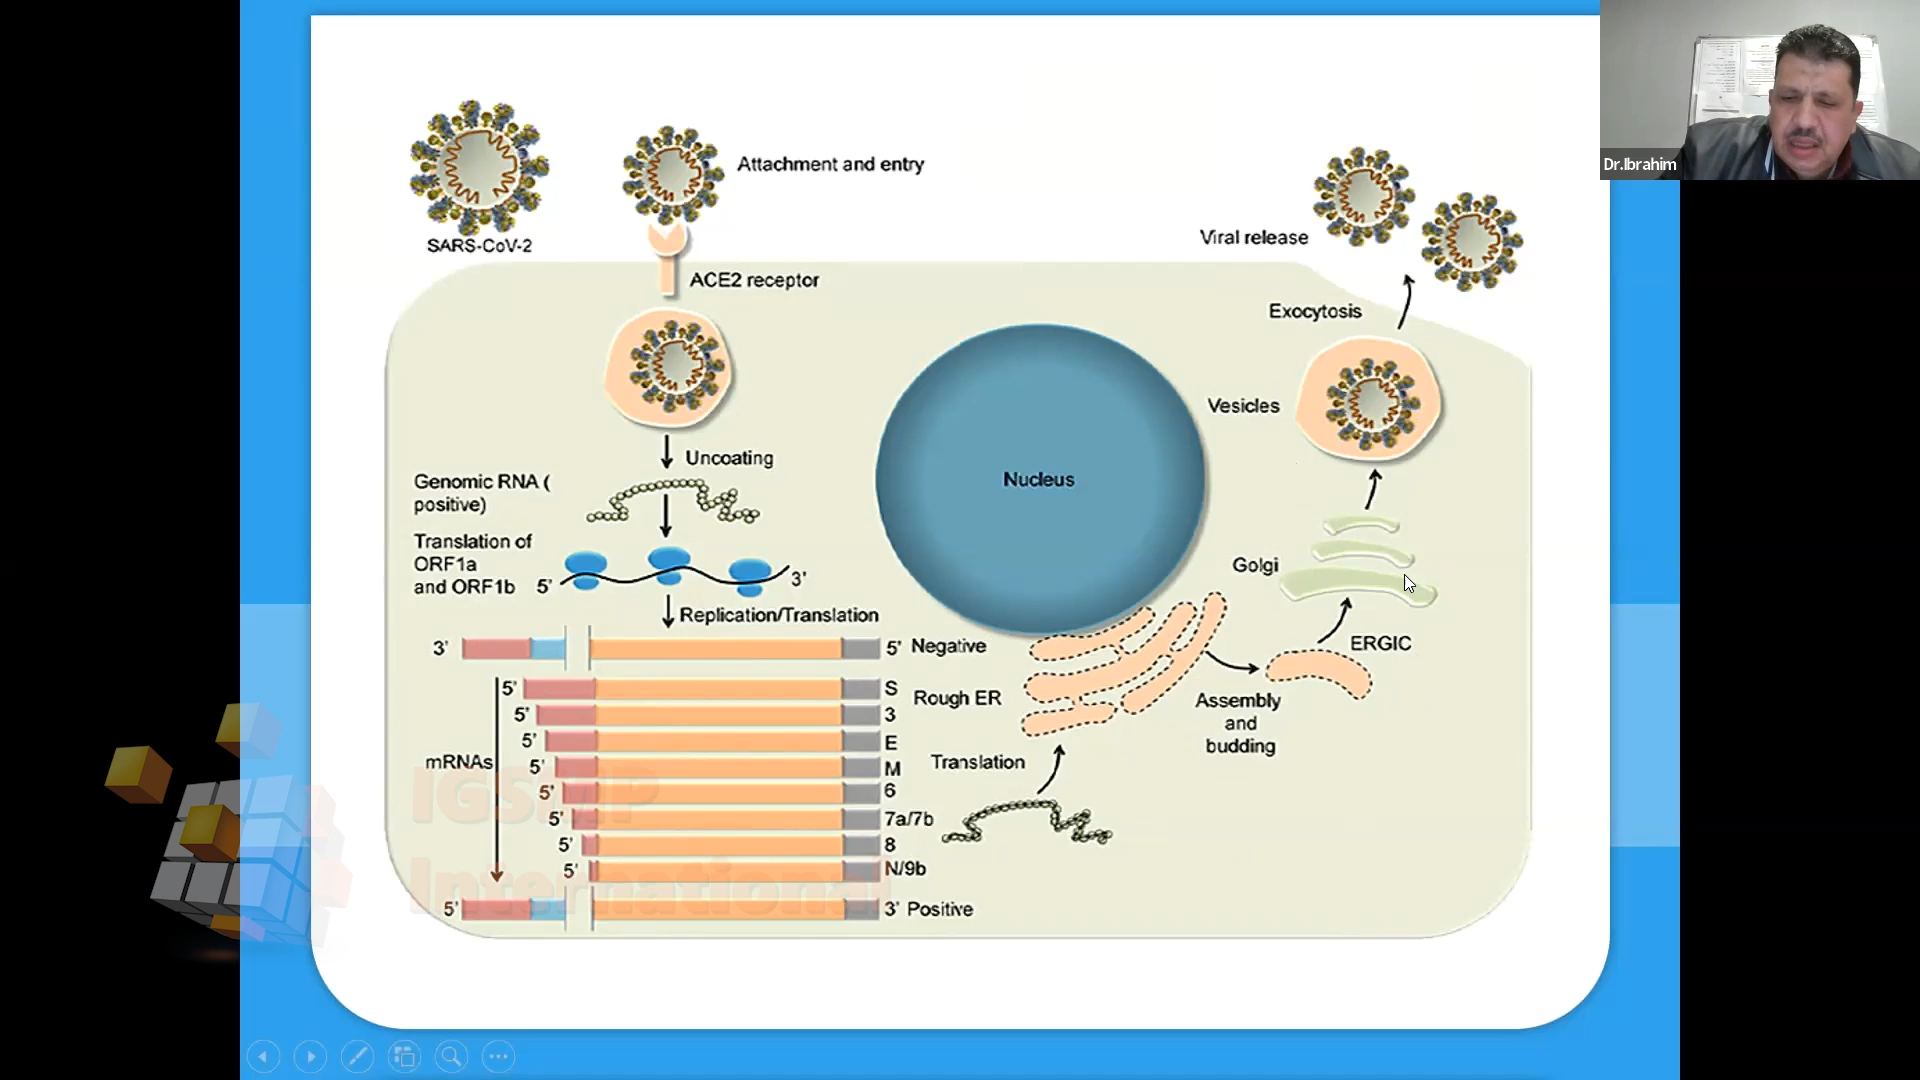 Dr.Ibrahim
SARS-CoV-2
Attachment and entry
ACE2 receptor
Viral release
Exocytosis
Vesicles
Nucleus
Uncoating
Genomic RNA (
positive)
Translation of
ORF1a
and ORF1b
5’
3’
Replication/Translation
Golgi
ERGIC
3’
5’ Negative
5’
S
Rough ER
5’
3
Assembly
and
budding
5’
E
mRNAs
5’
M
Translation
5’
6
5’
7a/7b
5’
8
5’
N/9b
5’
3’ Positive
IGSMP
International